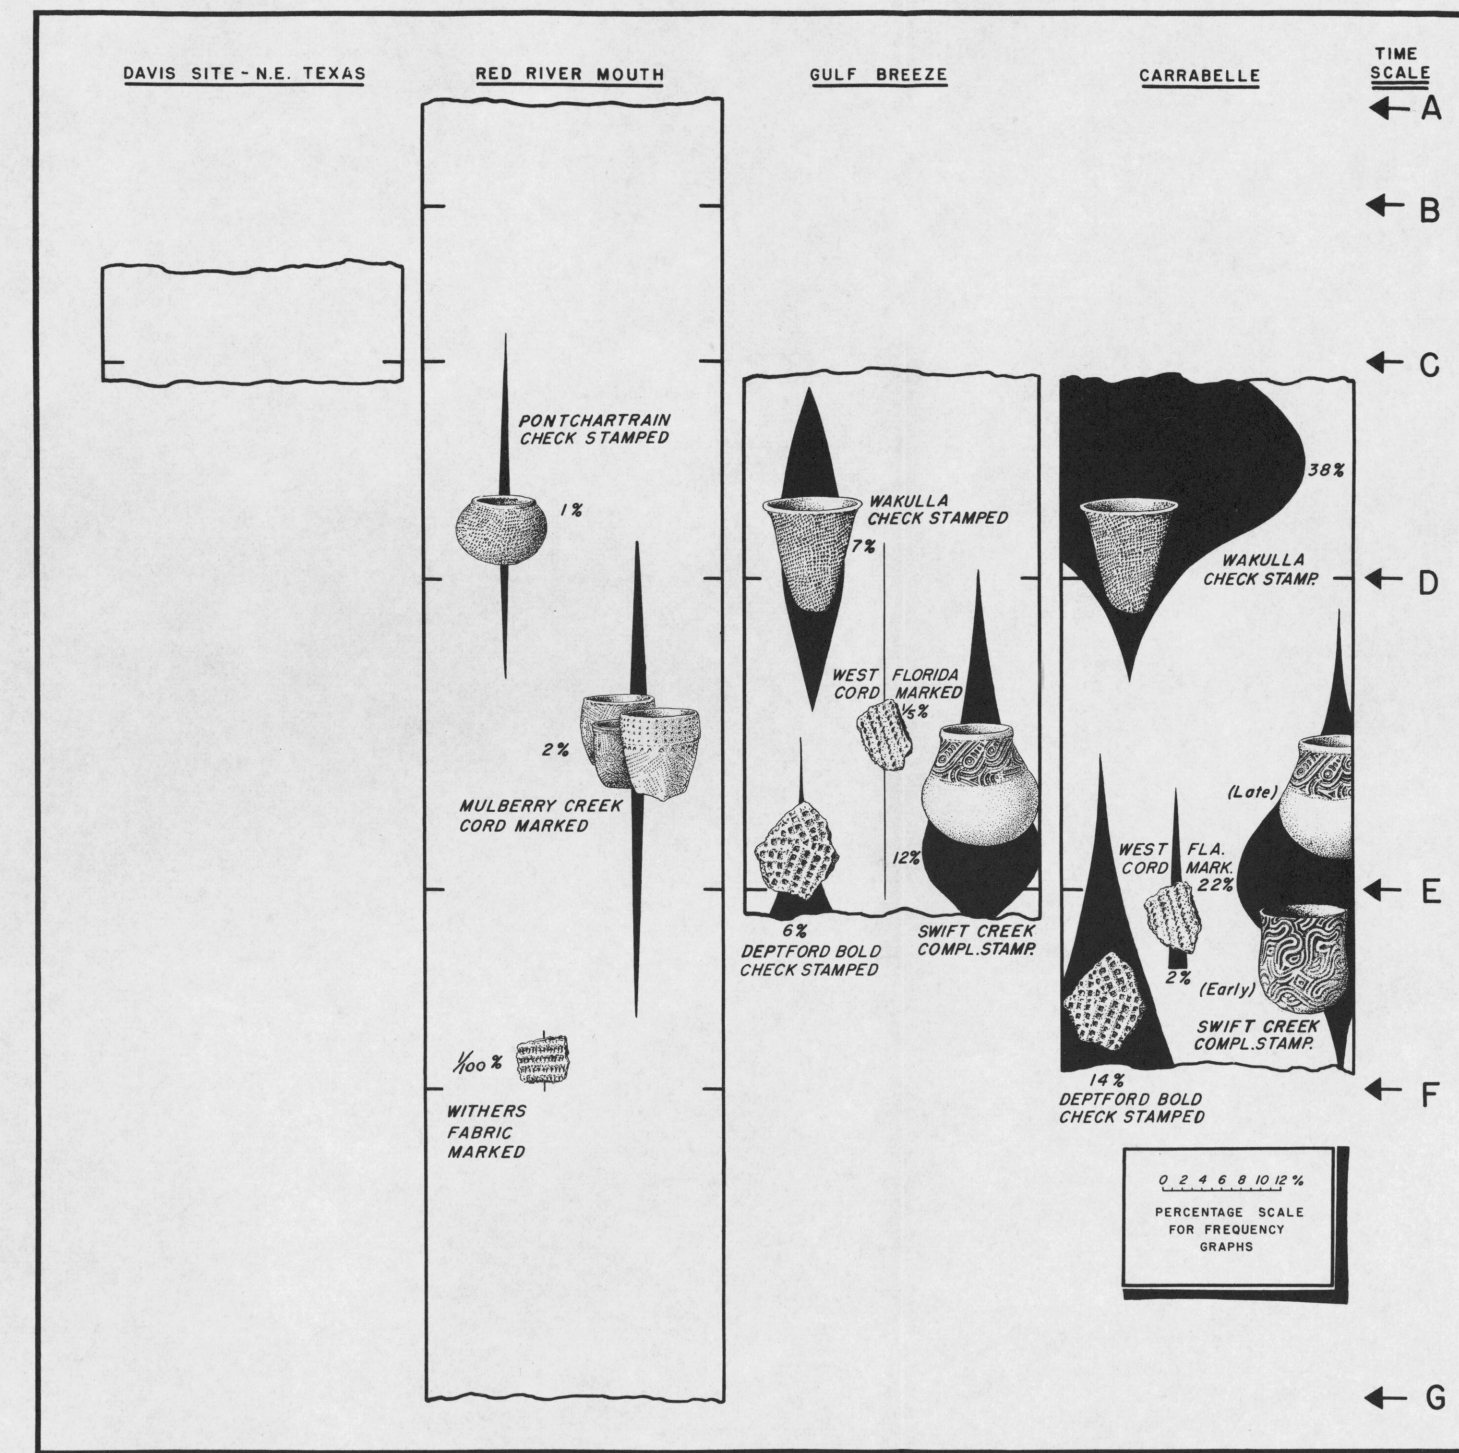 DAVIS SITE - N.E. TEXAS
RED RIVER MOUTH
GULF BREEZE
CARRABELLE
TIME
SCALE
A
B
C
D
E
F
G
PONTCHARTRAIN
CHECK STAMPED
1%
2%
MULBERRY CREEK
CORD MARKED
1/100 %
WITHERS
FABRIC
MARKED
WAKULLA
CHECK STAMPED
7%
WEST FLORIDA
CORD MARKED
1/5%
12%
6%
DEPTFORD BOLD
CHECK STAMPED
SWIFT CREEK
COMPL.STAMP.
38%
WAKULLA
CHECK STAMP.
(Late)
WEST FLA.
CORD MARK.
22%
2%
(Early)
SWIFT CREEK
COMPL.STAMP.
14%
DEPTFORD BOLD
CHECK STAMPED
0 2 4 6 8 10 12 %
PERCENTAGE SCALE
FOR FREQUENCY
GRAPHS